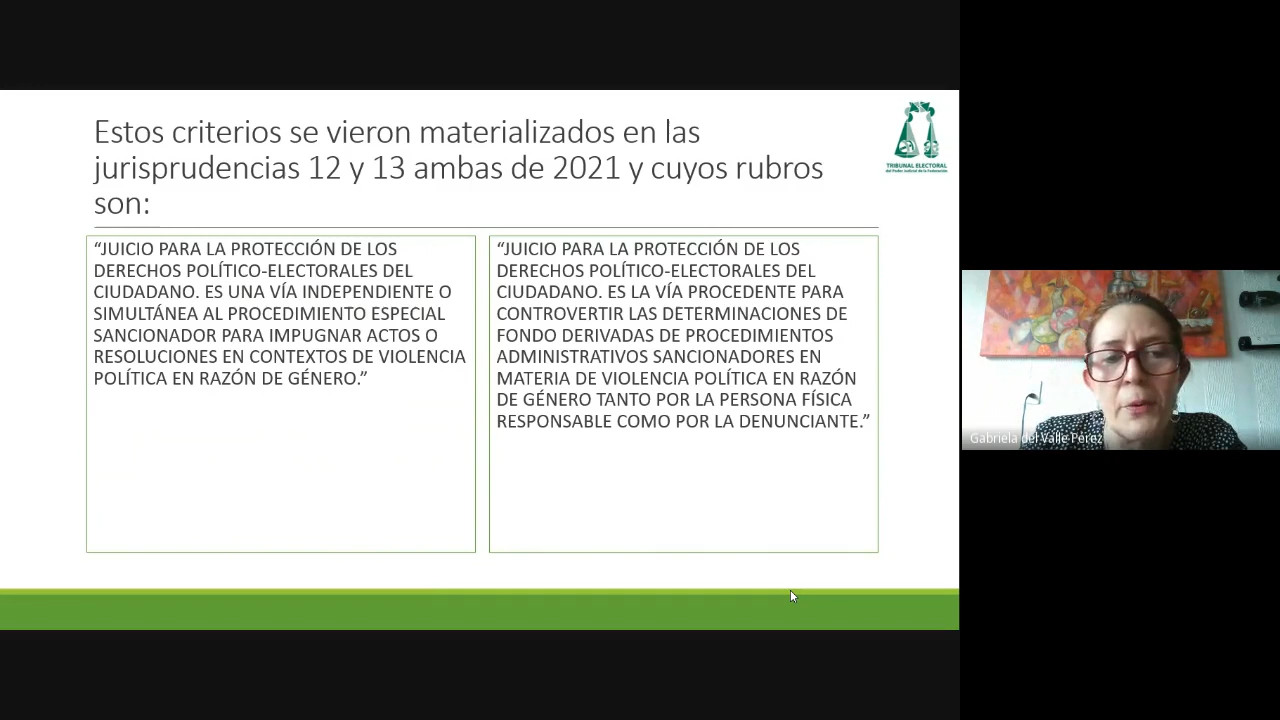 Estos criterios se vieron materializados en las
jurisprudencias 12 y 13 ambas de 2021 y cuyos rubros
son:
“JUICIO PARA LA PROTECCIÓN DE LOS
DERECHOS POLÍTICO-ELECTORALES DEL
CIUDADANO. ES UNA VÍA INDEPENDIENTE O
SIMULTÁNEA AL PROCEDIMIENTO ESPECIAL
SANCIONADOR PARA IMPUGNAR ACTOS O
RESOLUCIONES EN CONTEXTOS DE VIOLENCIA
POLÍTICA EN RAZÓN DE GÉNERO.”
“JUICIO PARA LA PROTECCIÓN DE LOS
DERECHOS POLÍTICO-ELECTORALES DEL
CIUDADANO. ES LA VÍA PROCEDENTE PARA
CONTROVERTIR LAS DETERMINACIONES DE
FONDO DERIVADAS DE PROCEDIMIENTOS
ADMINISTRATIVOS SANCIONADORES EN
MATERIA DE VIOLENCIA POLÍTICA EN RAZÓN
DE GÉNERO TANTO POR LA PERSONA FÍSICA
RESPONSABLE COMO POR LA DENUNCIANTE.”
TRIBUNAL ELECTORAL
del Poder Judicial de la Federación
Gabriela del Valle Pérez